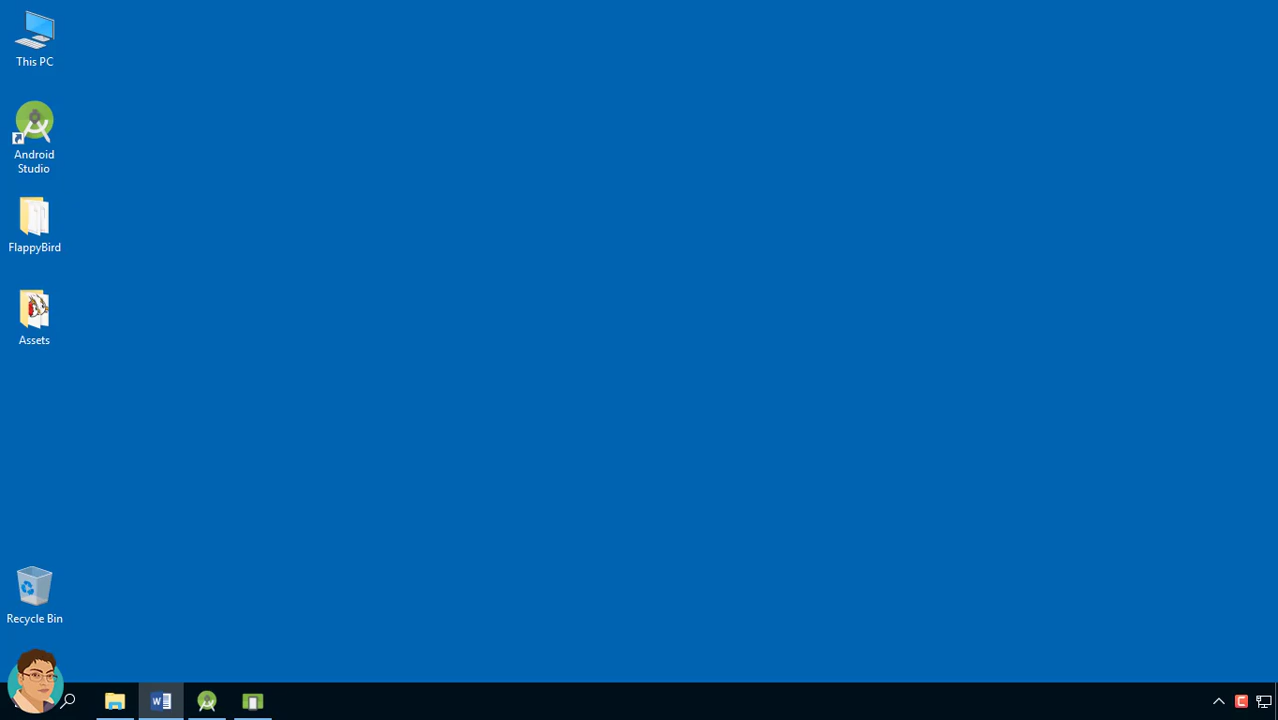 This PC
Android
Studio
FlappyBird
Assets
Recycle Bin
W
C